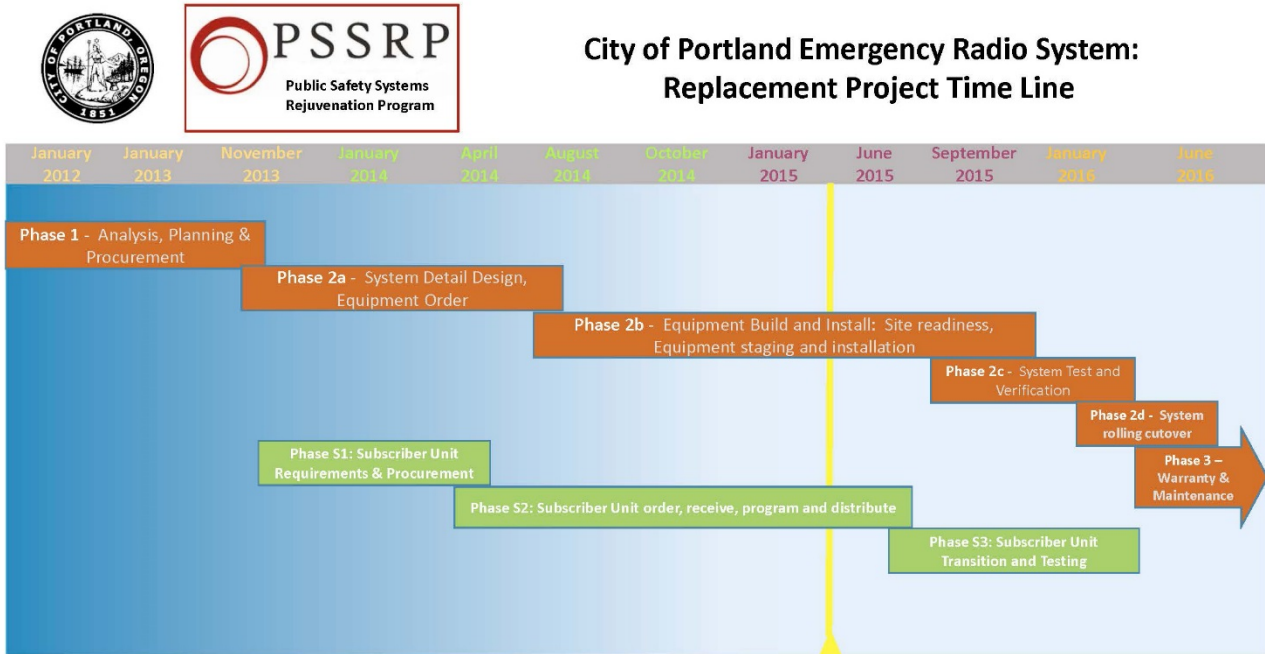 CITY OF PORTLAND, OREGON
1851
PSSRP
Public Safety Systems
Rejuvenation Program
City of Portland Emergency Radio System:
Replacement Project Time Line
January January November January April August October January June September January June
2012 2013 2013 2014 2014 2014 2014 2015 2015 2015 2016 2016
Phase 1 - Analysis, Planning &
Procurement
Phase 2a - System Detail Design,
Equipment Order
Phase 2b - Equipment Build and Install: Site readiness,
Equipment staging and installation
Phase 2c - System Test and
Verification
Phase 2d - System
rolling cutover
Phase S1: Subscriber Unit
Requirements & Procurement
Phase 3 –
Warranty &
Maintenance
Phase S2: Subscriber Unit order, receive, program and distribute
Phase S3: Subscriber Unit
Transition and Testing